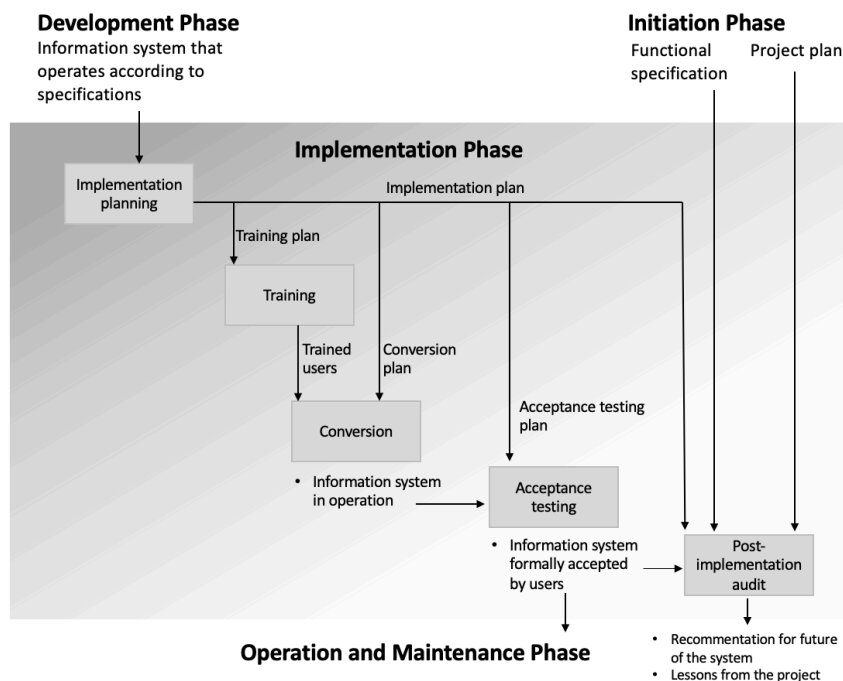 Development Phase
Information system that
operates according to
specifications
Initiation Phase
Functional
specification
Project plan
Implementation Phase
Implementation
planning
Implementation plan
Training plan
Training
Trained
users
Conversion
plan
Conversion
Acceptance testing
plan
• Information system
in operation
Acceptance
testing
• Information system
formally accepted
by users
Post-
implementation
audit
Operation and Maintenance Phase
• Recommentation for future
of the system
• Lessons from the project